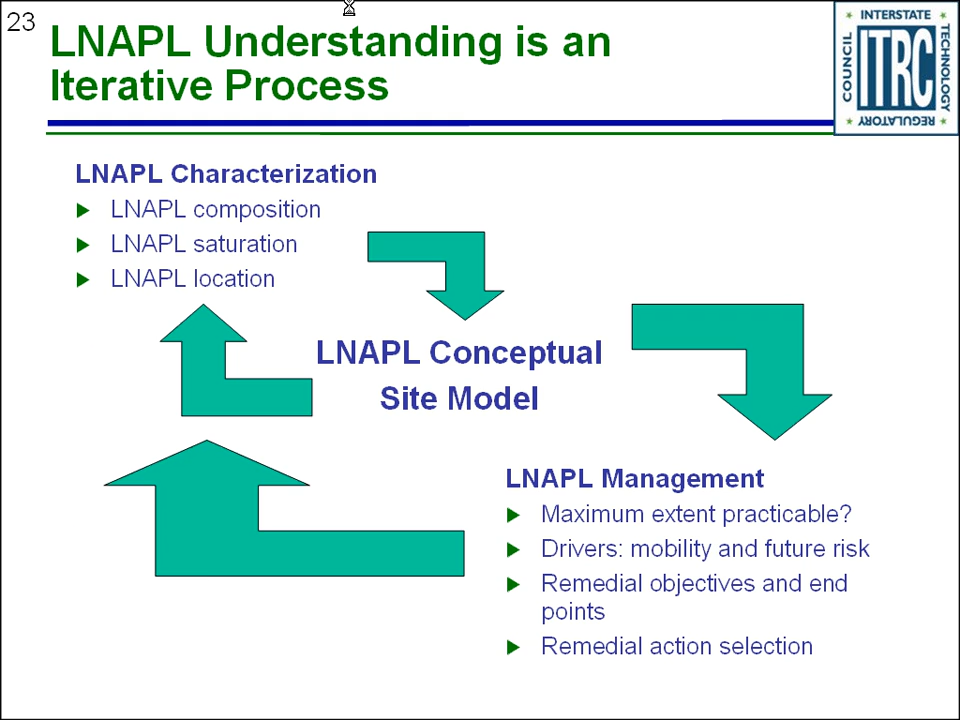 23
LNAPL Understanding is an
Iterative Process
INTERSTATE
COUNCIL
ITRC
TECHNOLOGY
REGULATORY
LNAPL Characterization
LNAPL composition
LNAPL saturation
LNAPL location
LNAPL Conceptual
Site Model
LNAPL Management
Maximum extent practicable?
Drivers: mobility and future risk
Remedial objectives and end
points
Remedial action selection